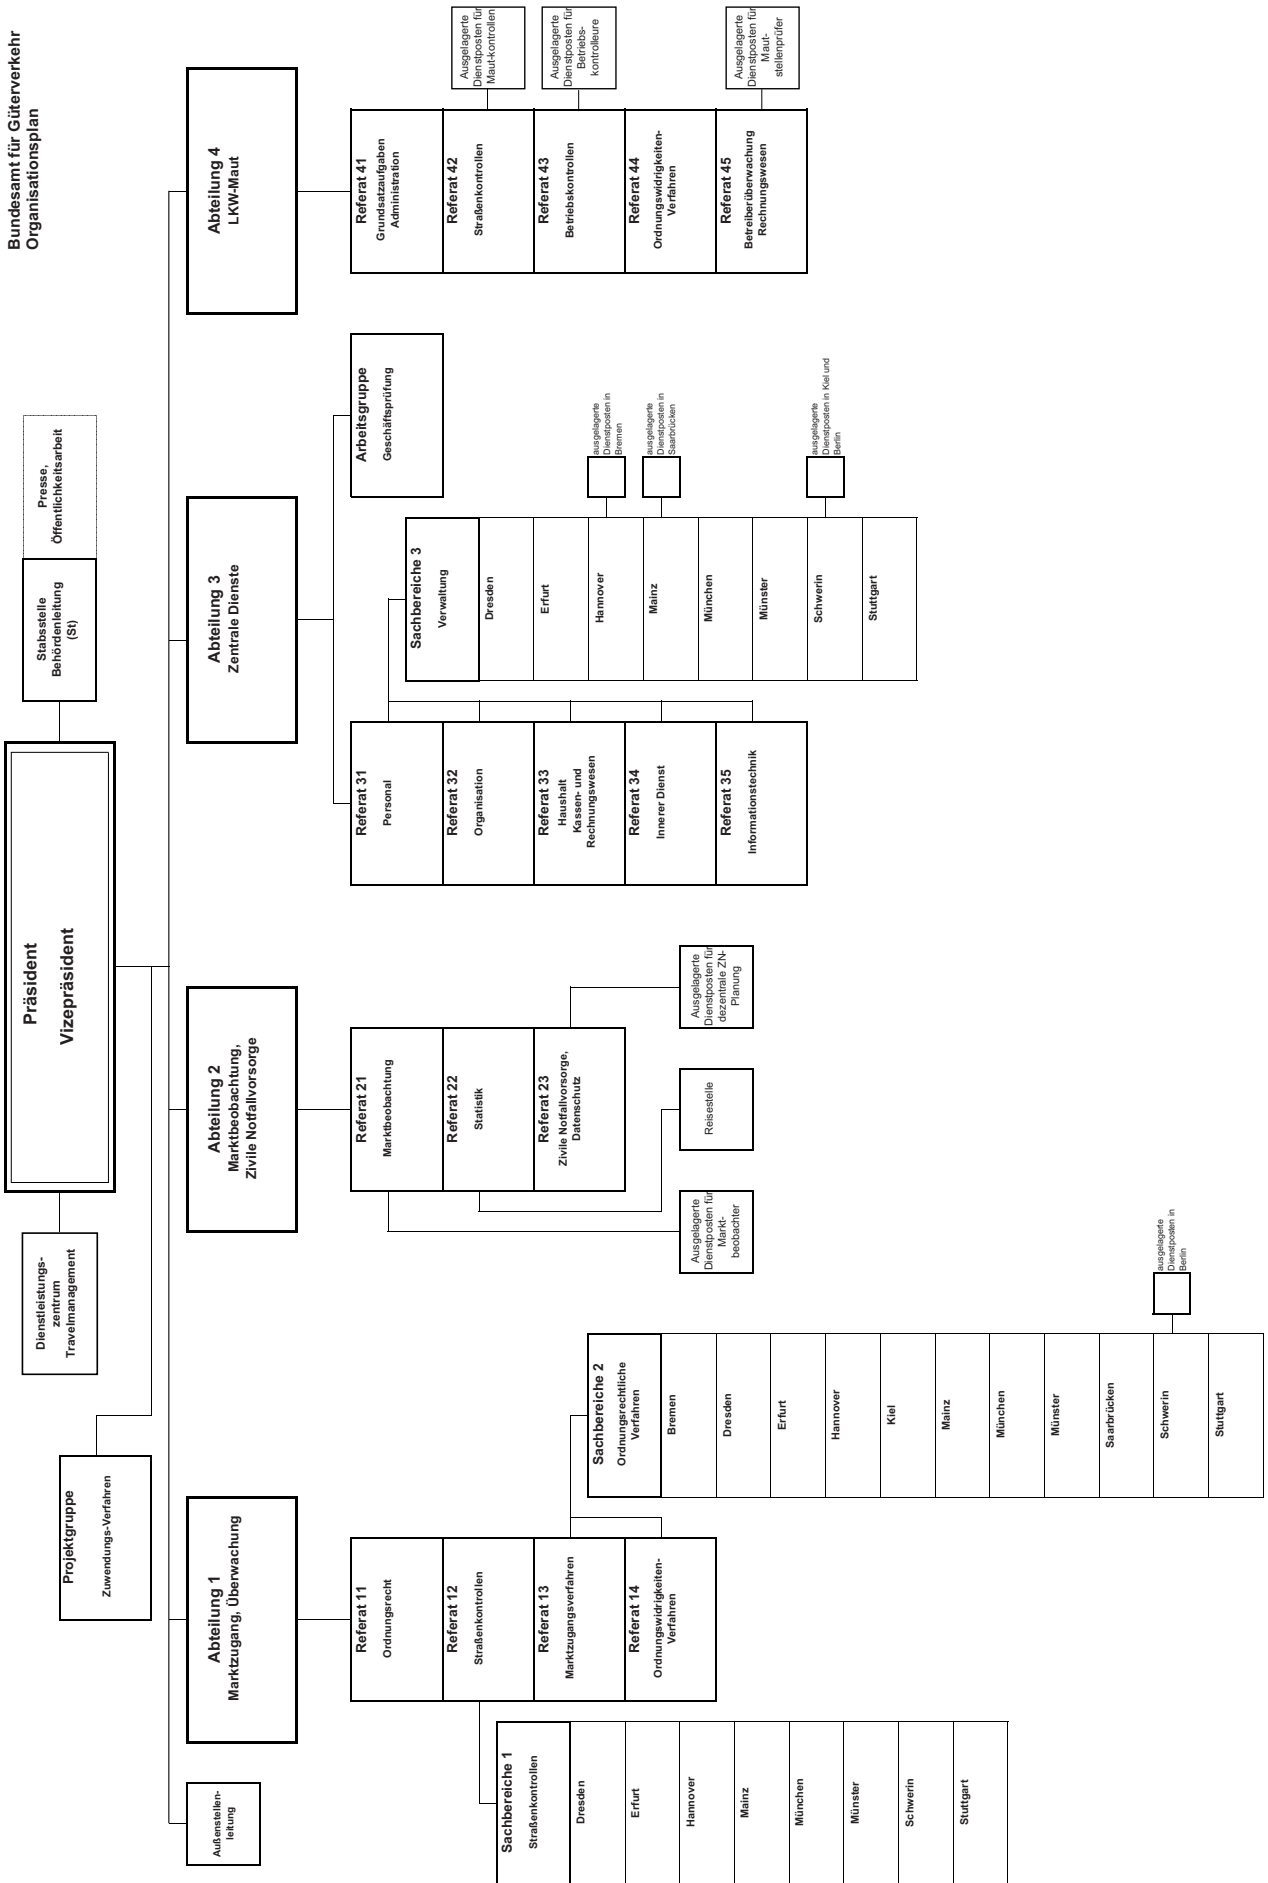 Bundesamt für Güterverkehr
Organisationsplan
Präsident
Vizepräsident
Stabsstelle
Behördenleitung
(St)
Presse,
Öffentlichkeitsarbeit
Dienstleistungs-
zentrum
Travelmanagement
Projektgruppe
Zuwendungs-Verfahren
Außenstellen-
leitung
Abteilung 1
Marktzugang, Überwachung
Referat 11
Ordnungsrecht
Referat 12
Straßenkontrollen
Referat 13
Marktzugangsverfahren
Referat 14
Ordnungswidrigkeiten-
Verfahren
Sachbereiche 1
Straßenkontrollen
Dresden
Erfurt
Hannover
Mainz
München
Münster
Schwerin
Stuttgart
Sachbereiche 2
Ordnungsrechtliche
Verfahren
Bremen
Dresden
Erfurt
Hannover
Kiel
Mainz
München
Münster
Saarbrücken
Schwerin
Stuttgart
ausgelagerte
Dienstposten in
Berlin
Abteilung 2
Marktbeobachtung,
Zivile Notfallvorsorge
Referat 21
Marktbeobachtung
Referat 22
Statistik
Referat 23
Zivile Notfallvorsorge,
Datenschutz
Ausgelagerte
Dienstposten für
Markt-
beobachter
Reisestelle
Ausgelagerte
Dienstposten für
dezentrale ZN-
Planung
Abteilung 3
Zentrale Dienste
Referat 31
Personal
Referat 32
Organisation
Referat 33
Haushalt
Kassen- und
Rechnungswesen
Referat 34
Innerer Dienst
Referat 35
Informationstechnik
Sachbereiche 3
Verwaltung
Dresden
Erfurt
Hannover
Mainz
München
Münster
Schwerin
Stuttgart
ausgelagerte
Dienstposten in
Bremen
ausgelagerte
Dienstposten in
Saarbrücken
ausgelagerte
Dienstposten in Kiel und
Berlin
Arbeitsgruppe
Geschäftsprüfung
Abteilung 4
LKW-Maut
Referat 41
Grundsatzaufgaben
Administration
Referat 42
Straßenkontrollen
Referat 43
Betriebskontrollen
Referat 44
Ordnungswidrigkeiten-
Verfahren
Referat 45
Betreiberüberwachung
Rechnungswesen
Ausgelagerte
Dienstposten für
Maut-kontrollen
Ausgelagerte
Dienstposten für
Betriebs-
kontrolleure
Ausgelagerte
Dienstposten für
Maut-
stellenprüfer